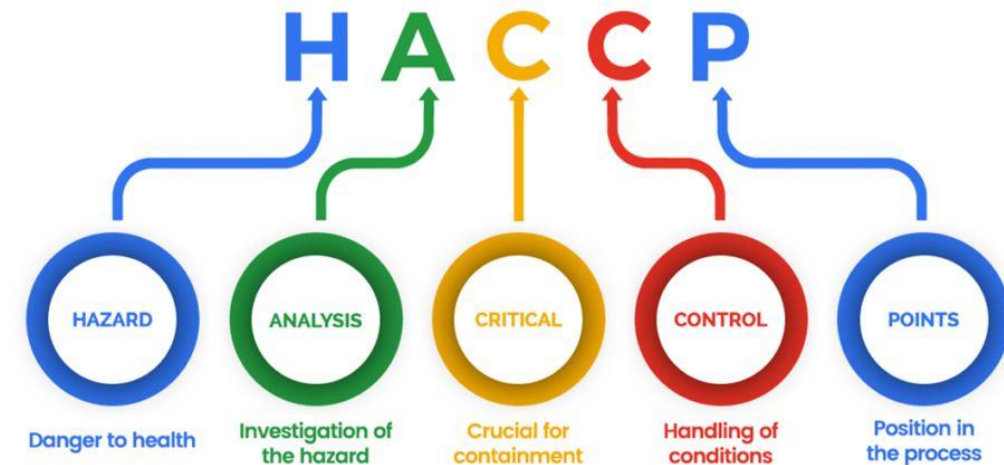 HACCP
HAZARD
ANALYSIS
CRITICAL
CONTROL
POINTS
Danger to health
Investigation of
the hazard
Crucial for
containment
Handling of
conditions
Position in
the process